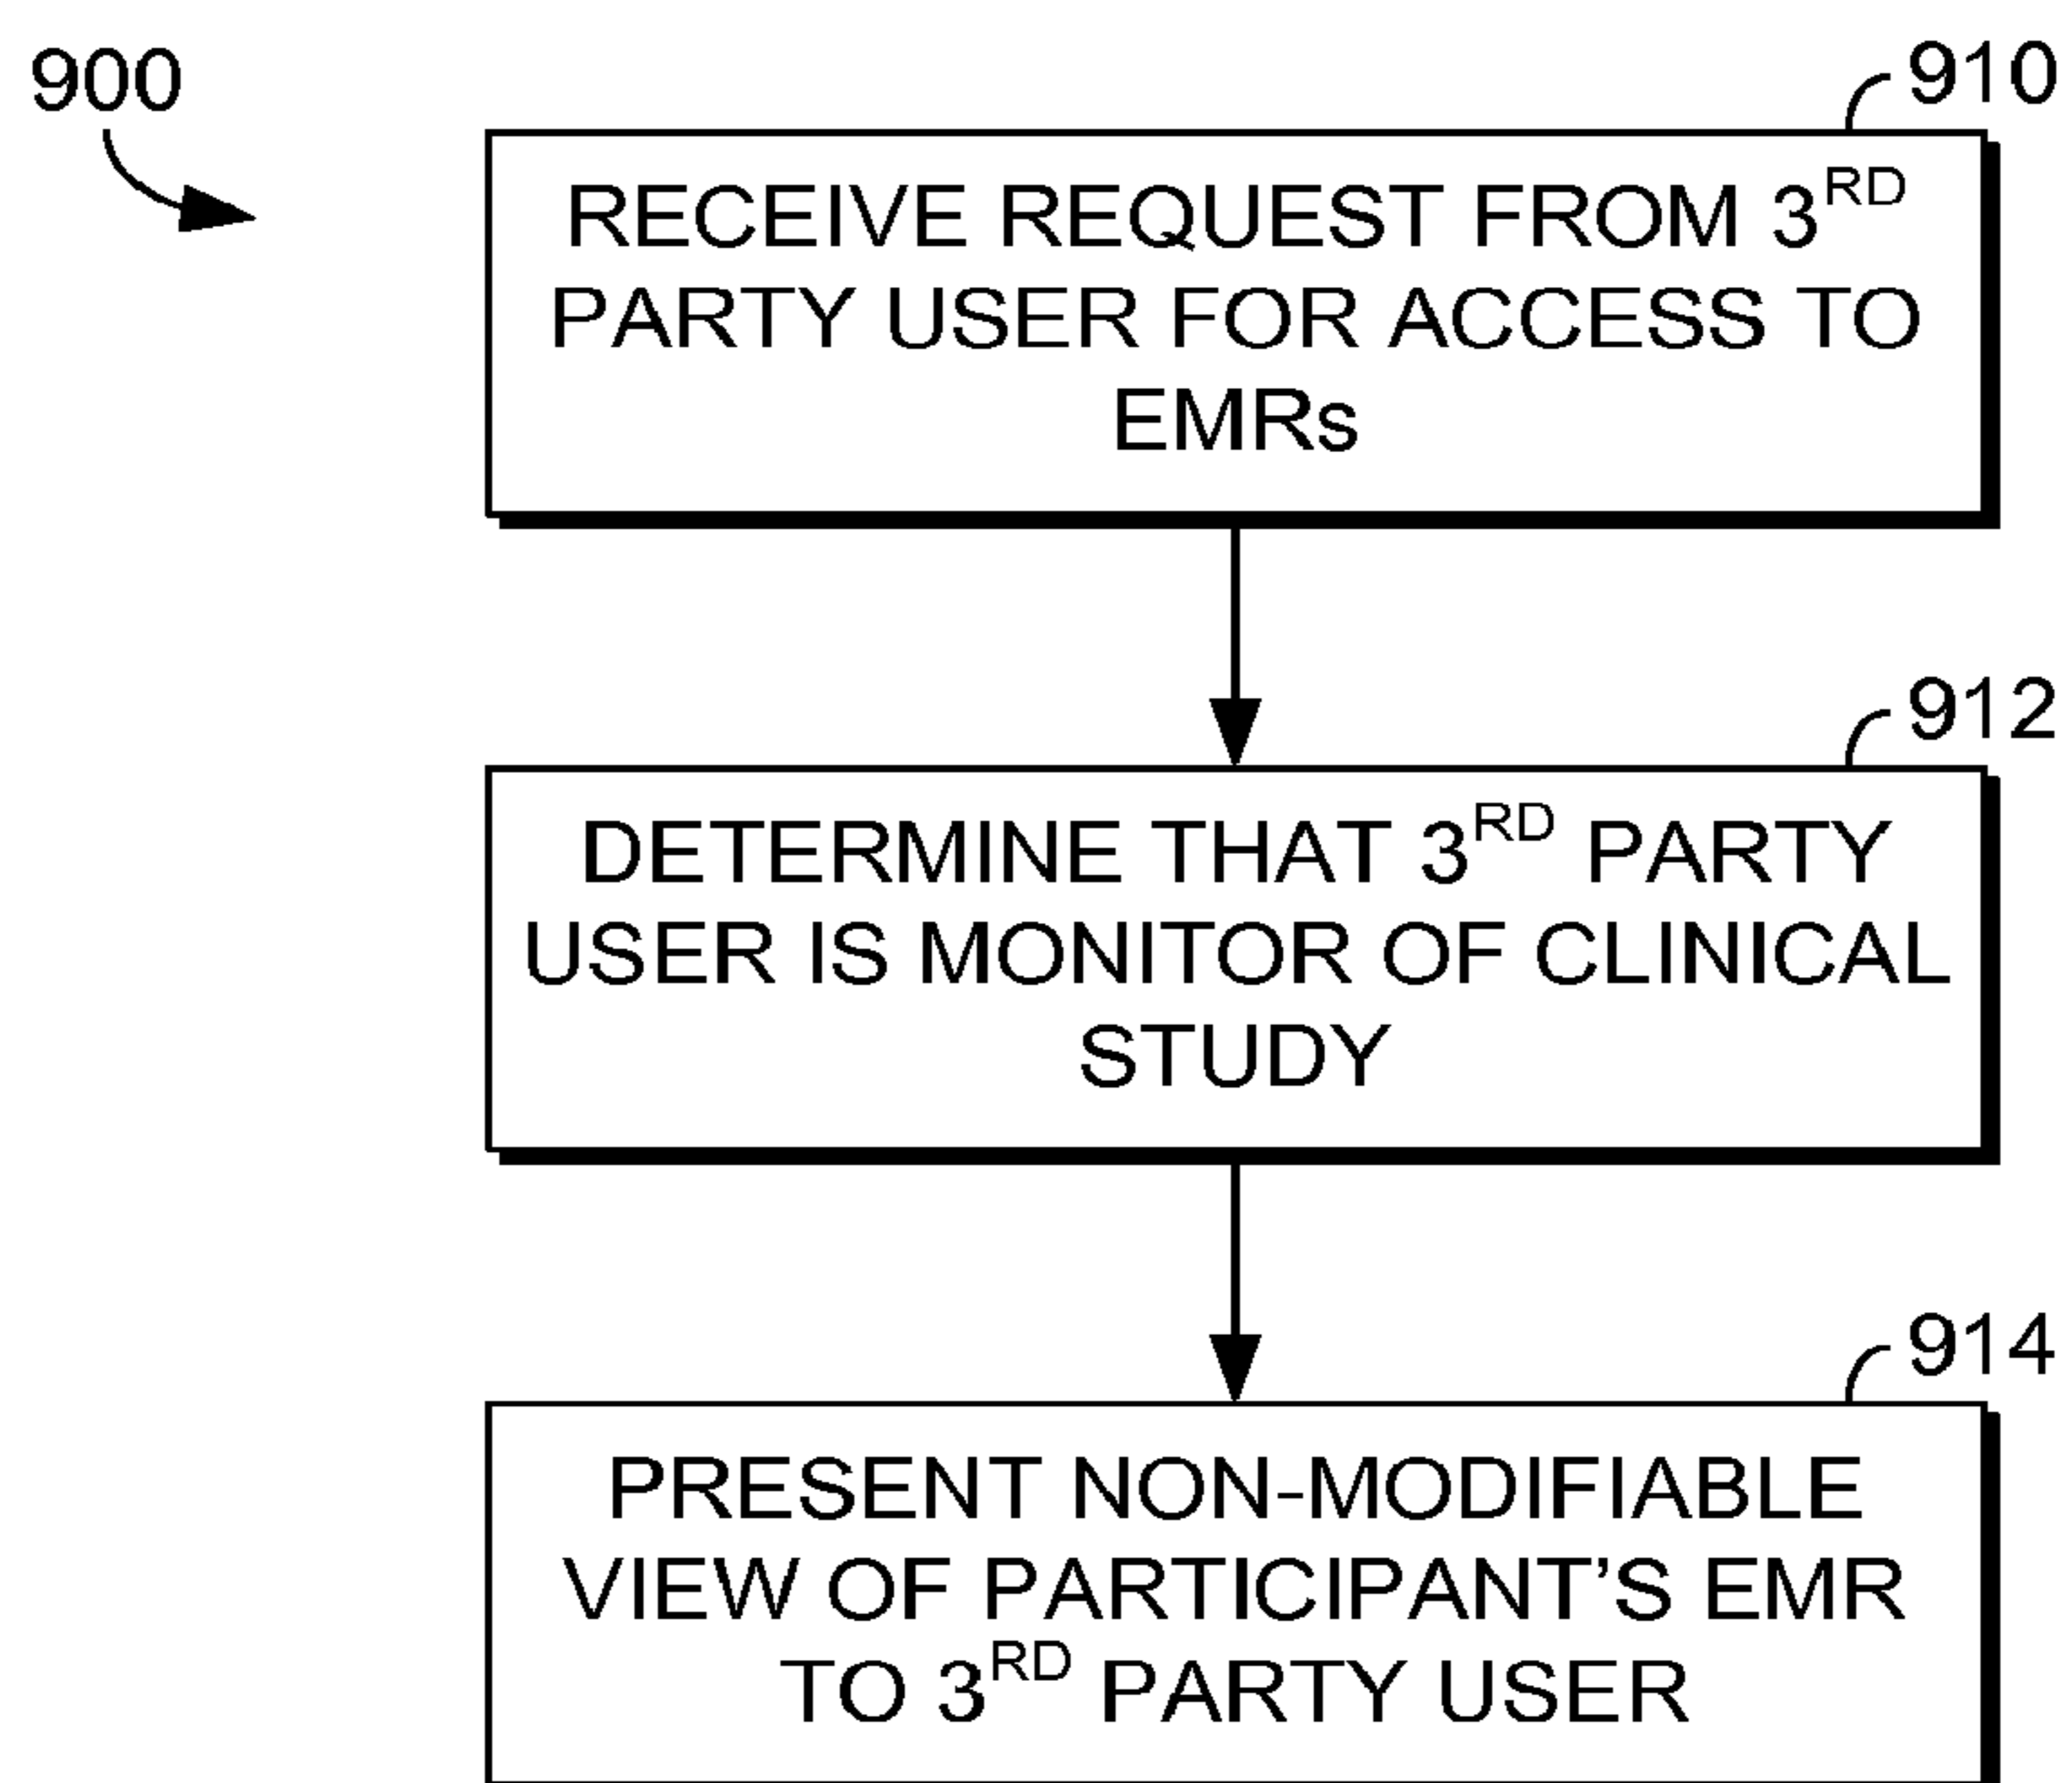 900
910
RECEIVE REQUEST FROM 3RD
PARTY USER FOR ACCESS TO
EMRs
912
DETERMINE THAT 3RD PARTY
USER IS MONITOR OF CLINICAL
STUDY
914
PRESENT NON-MODIFIABLE
VIEW OF PARTICIPANT’S EMR
TO 3RD PARTY USER